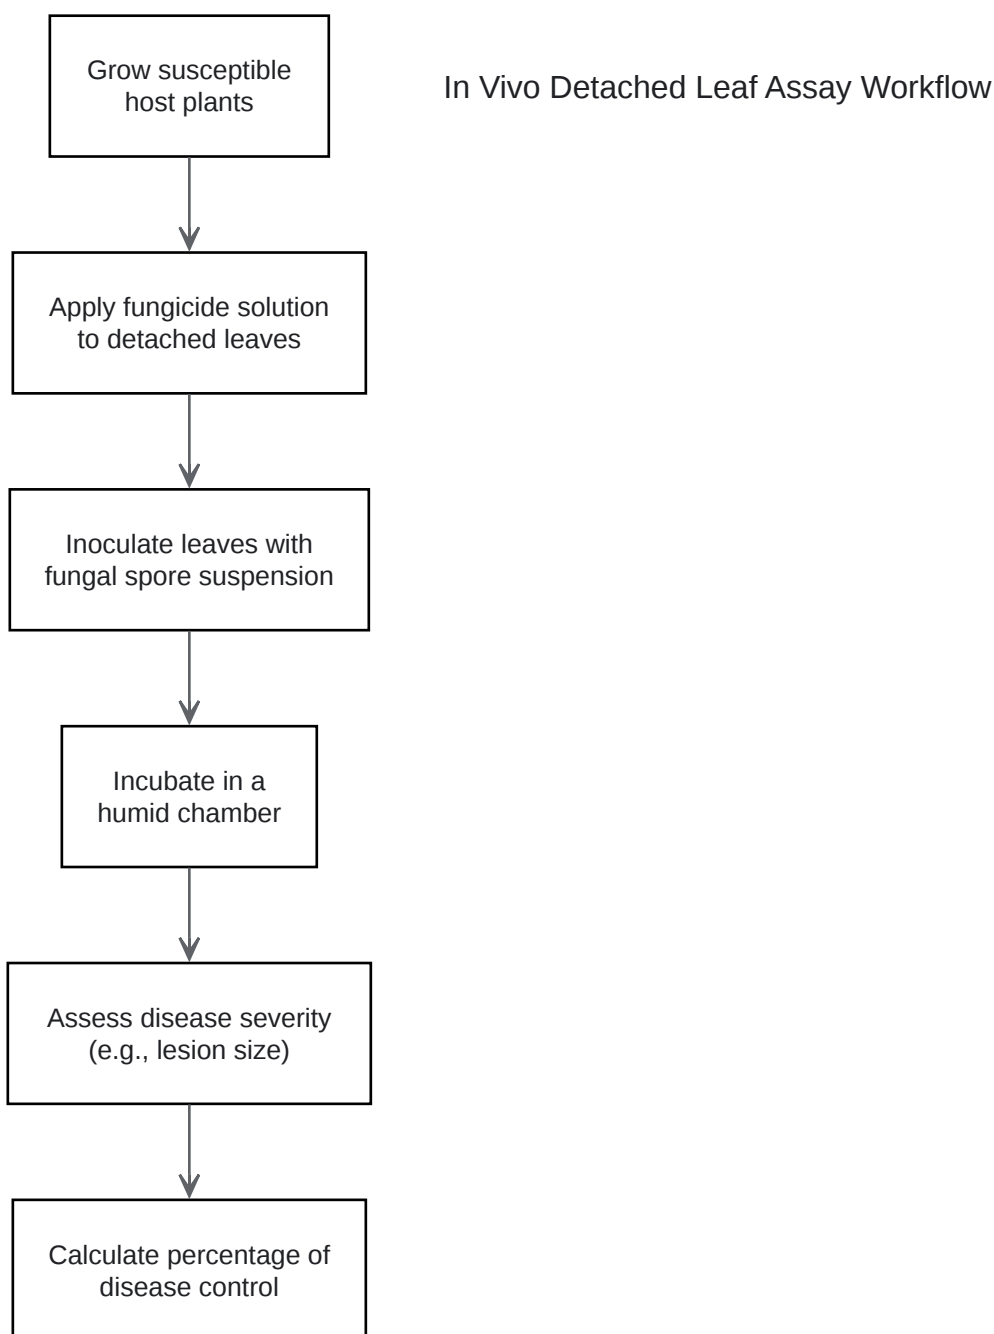 In Vivo Detached Leaf Assay Workflow
Grow susceptible
host plants
Apply fungicide solution
to detached leaves
Inoculate leaves with
fungal spore suspension
Incubate in a
humid chamber
Assess disease severity
(e.g., lesion size)
Calculate percentage of
disease control